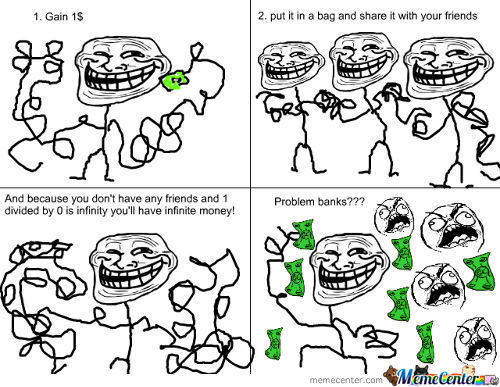 1. Gain 1$
2. put it in a bag and share it with your friends
And because you don't have any friends and 1
divided by 0 is infinity you'll have infinite money!
Problem banks???
memecenter.com
MemeCenter